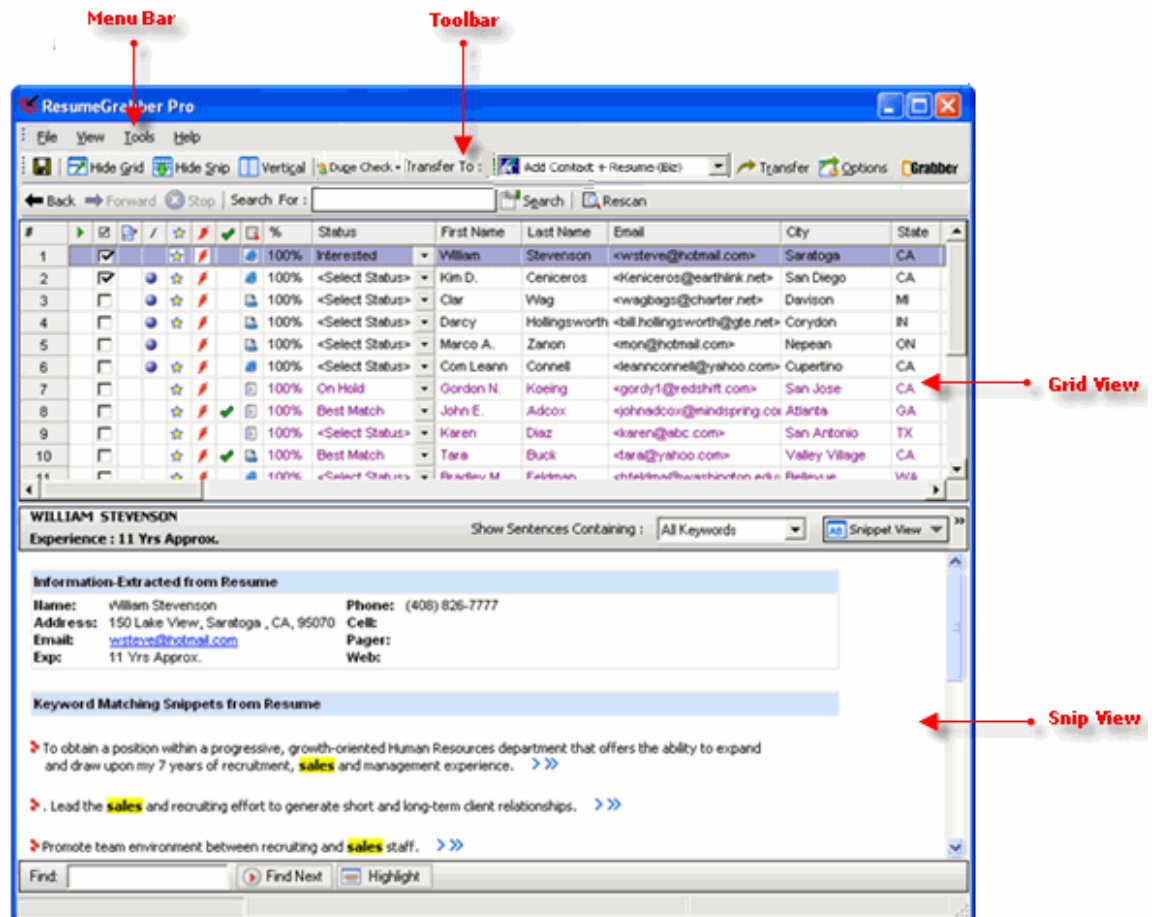 Menu Bar Toolbar
ResumeGrabber Pro
File View Tools Help
Hide Grid Hide Snip Vertical Dupe Check Transfer To : Add Contact + Resume (Biz) Transfer Options Grabber
Back Forward Stop Search For : Search Rescan
# / % Status First Name Last Name Email City State
1 100% Interested William Stevenson <wsteve@hotmail.com> Saratoga CA
2 100% <Select Status> Kim D. Ceniceros <Keniceros@earthlink.net> San Diego CA
3 100% <Select Status> Clar Wag <wagbags@charter.net> Davison MI
4 100% <Select Status> Darcy Hollingsworth <bill.hollingsworth@gte.net> Corydon IN
5 100% <Select Status> Marco A. Zanon <mon@hotmail.com> Nepean ON
6 100% <Select Status> Com Leann Connell <leannconnell@yahoo.com> Cupertino CA
7 100% On Hold Gordon N. Koeing <gordy1@redshift.com> San Jose CA
Grid View
8 100% Best Match John E. Adcox <johnadcox@mindspring.co Atlanta GA
9 100% <Select Status> Karen Diaz <karen@abc.com> San Antonio TX
10 100% Best Match Tara Buck <tara@yahoo.com> Valley Village CA
11 100% <Select Status> Bradley M. Feldman Bellevue WA
WILLIAM STEVENSON
Experience : 11 Yrs Approx.
Show Sentences Containing : All Keywords Snippet View
Information-Extracted from Resume
Name: William Stevenson Phone: (408) 826-7777
Address: 150 Lake View, Saratoga , CA, 95070 Cell:
Email: wsteve@hotmail.com Pager:
Exp: 11 Yrs Approx. Web:
Keyword Matching Snippets from Resume
Snip View
To obtain a position within a progressive, growth-oriented Human Resources department that offers the ability to expand
and draw upon my 7 years of recruitment, sales and management experience.
. Lead the sales and recruiting effort to generate short and long-term client relationships.
Promote team environment between recruiting and sales staff.
Find: Find Next Highlight